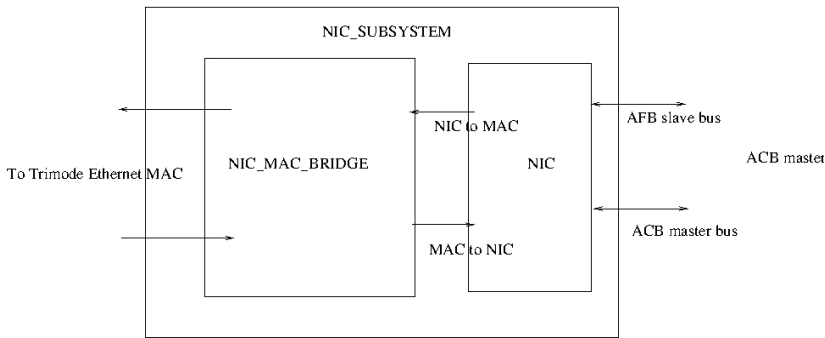 NIC_SUBSYSTEM
NIC to MAC
AFB slave bus
NIC_MAC_BRIDGE
NIC
ACB master
To Trimode Ethernet MAC
MAC to NIC
ACB master bus